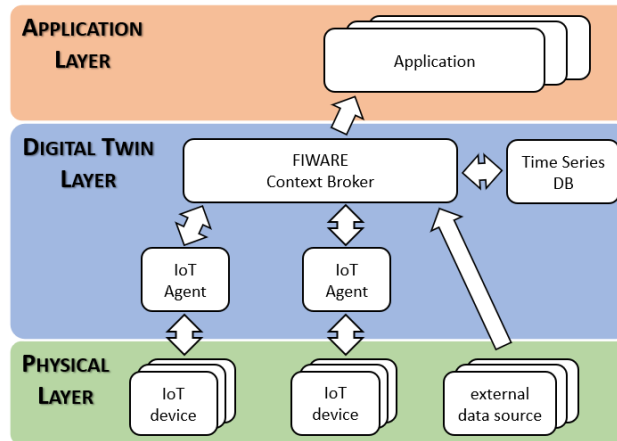 APPLICATION
LAYER
Application
DIGITAL TWIN
LAYER
FIWARE
Context Broker
Time Series
DB
IoT
Agent
IoT
Agent
PHYSICAL
LAYER
IoT
device
IoT
device
external
data source